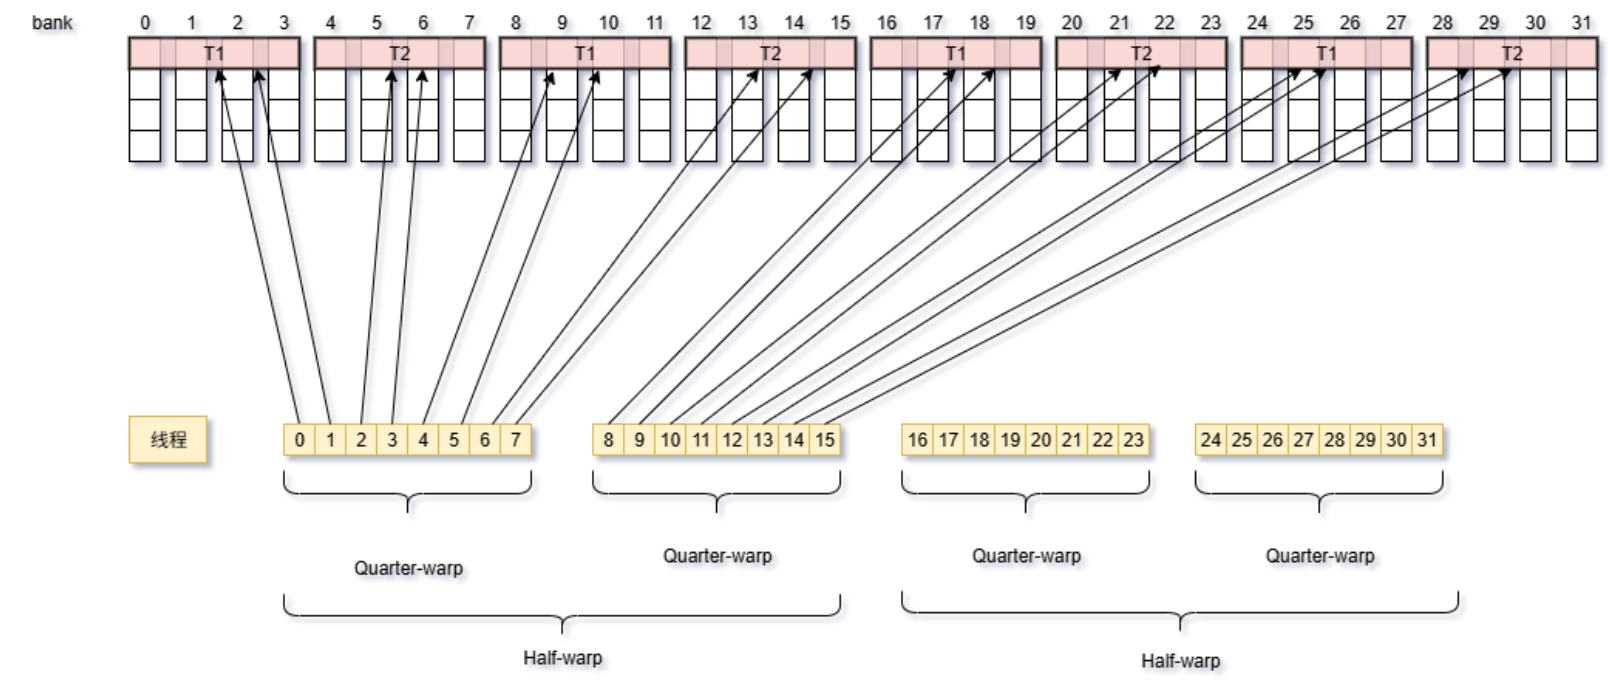 bank 0 1 2 3 4 5 6 7 8 9 10 11 12 13 14 15 16 17 18 19 20 21 22 23 24 25 26 27 28 29 30 31
T1 T2 T1 T2 T1 T2 T1 T2
线程 0 1 2 3 4 5 6 7 8 9 10 11 12 13 14 15 16 17 18 19 20 21 22 23 24 25 26 27 28 29 30 31
Quarter-warp Quarter-warp Quarter-warp Quarter-warp
Half-warp Half-warp